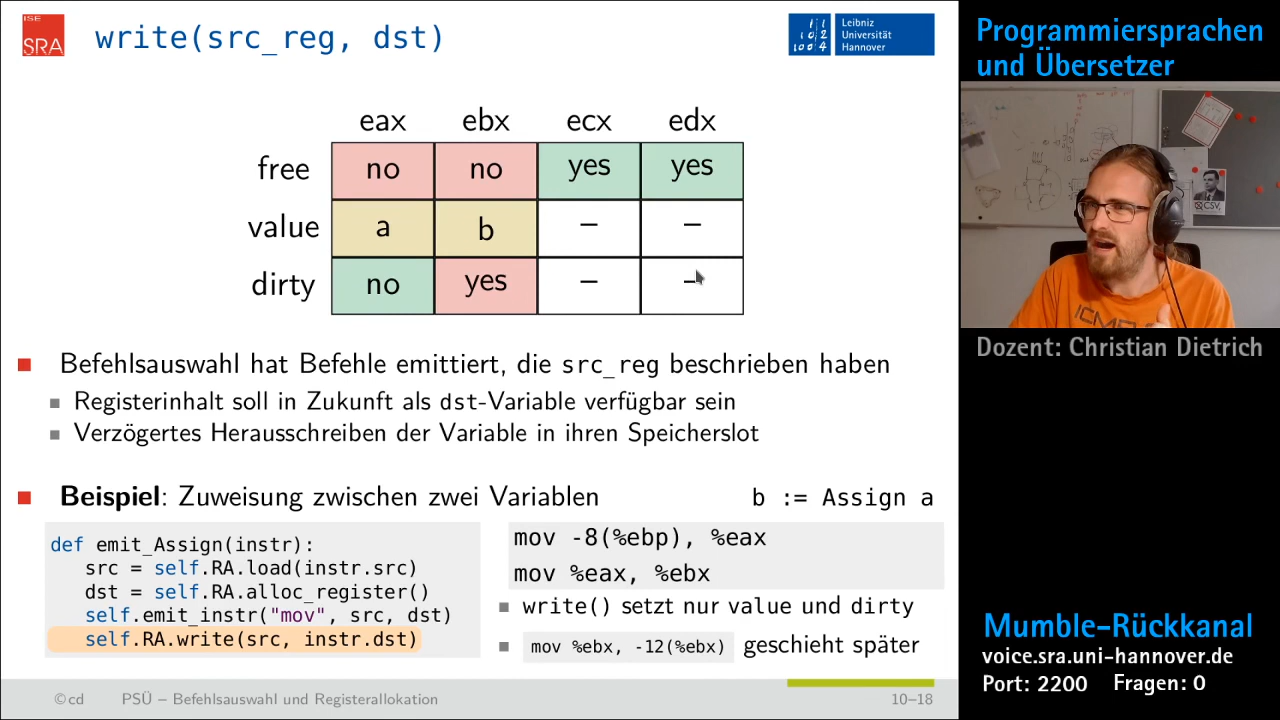 ISE
SRA
write(src_reg, dst)
Leibniz
Universität
Hannover
eax ebx ecx edx
free no no yes yes
value a b – –
dirty no yes – –
Befehlsauswahl hat Befehle emittiert, die src_reg beschrieben haben
Registerinhalt soll in Zukunft als dst-Variable verfügbar sein
Verzögertes Herausschreiben der Variable in ihren Speicherslot
Beispiel: Zuweisung zwischen zwei Variablen b := Assign a
def emit_Assign(instr):
src = self.RA.load(instr.src)
dst = self.RA.alloc_register()
self.emit_instr("mov", src, dst)
self.RA.write(src, instr.dst)
mov -8(%ebp), %eax
mov %eax, %ebx
write() setzt nur value und dirty
mov %ebx, -12(%ebx) geschieht später
©cd PSÜ – Befehlsauswahl und Registerallokation 10–18
Programmiersprachen
und Übersetzer
CSV
Dozent: Christian Dietrich
Mumble-Rückkanal
voice.sra.uni-hannover.de
Port: 2200 Fragen: 0